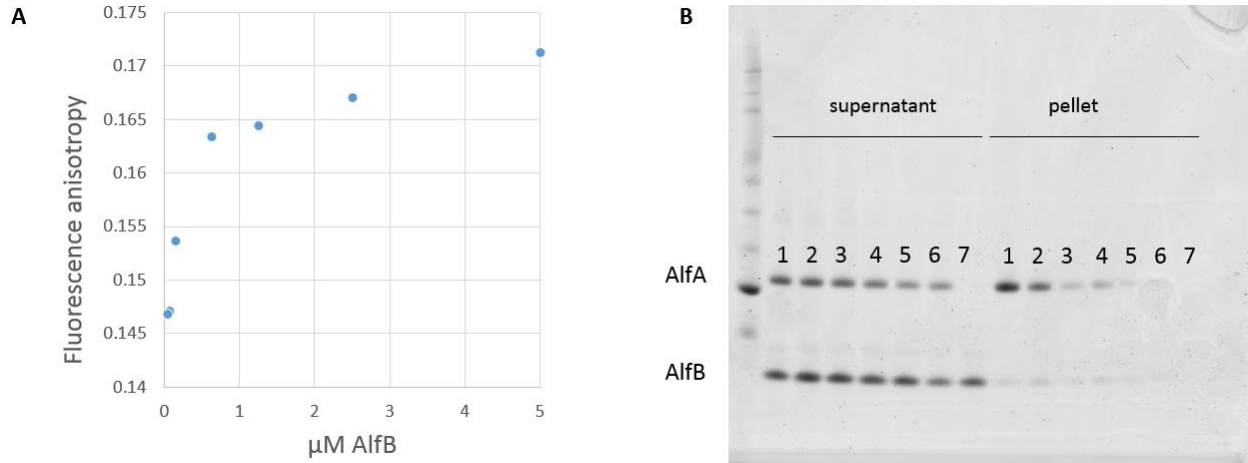 A
0.175
0.17
0.165
0.16
0.155
0.15
0.145
0.14
Fluorescence anisotropy
0 1 2 3 4 5
µM AlfB
B
supernatant pellet
1 2 3 4 5 6 7 1 2 3 4 5 6 7
AlfA
AlfB